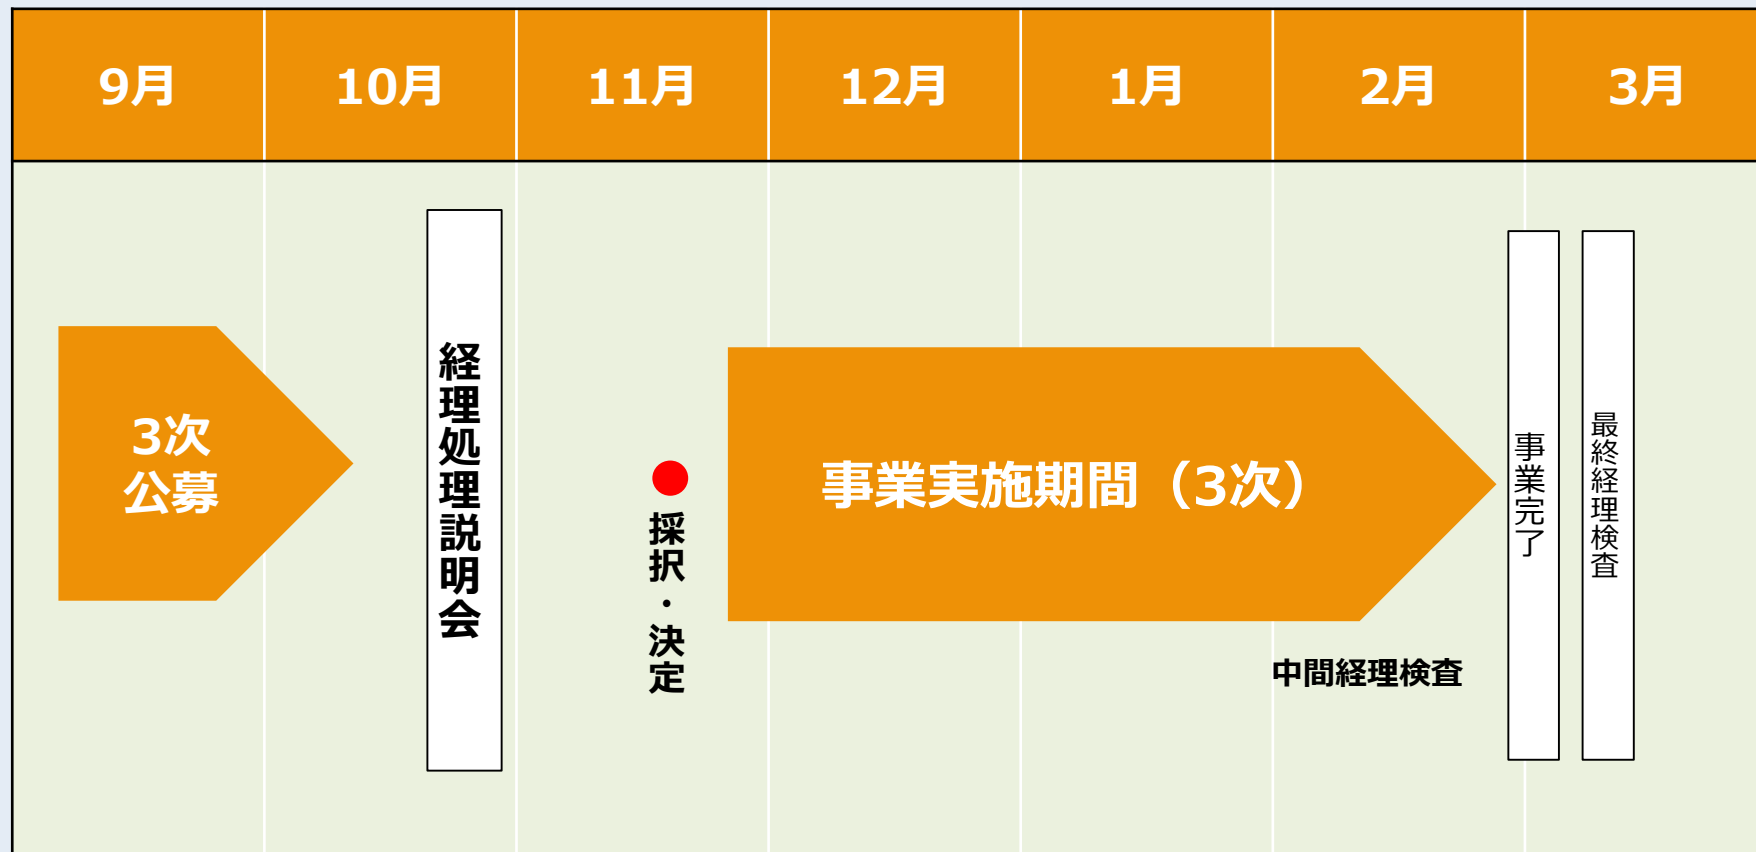 9月
10月
11月
12月
1月
2月
3月
3次
公募
経理処理説明会
採択・決定
事業実施期間（3次）
中間経理検査
事業完了
最終経理検査